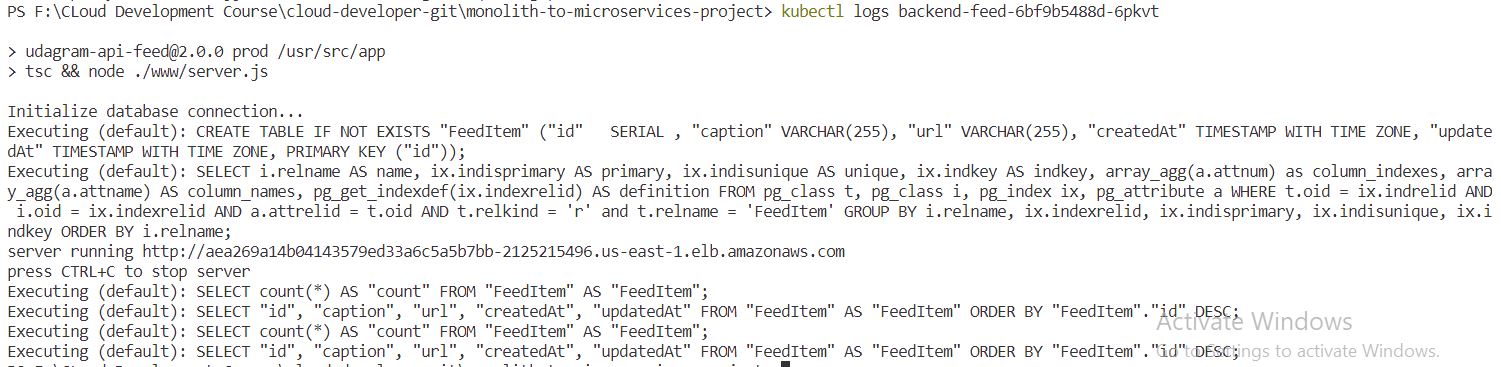 PS F:\CLoud Development Course\cloud-developer-git\monolith-to-microservices-project> kubectl logs backend-feed-6bf9b5488d-6pkvt
> udagram-api-feed@2.0.0 prod /usr/src/app
> tsc && node ./www/server.js
Initialize database connection...
Executing (default): CREATE TABLE IF NOT EXISTS "FeedItem" ("id"   SERIAL , "caption" VARCHAR(255), "url" VARCHAR(255), "createdAt" TIMESTAMP WITH TIME ZONE, "update
dAt" TIMESTAMP WITH TIME ZONE, PRIMARY KEY ("id"));
Executing (default): SELECT i.relname AS name, ix.indisprimary AS primary, ix.indisunique AS unique, ix.indkey AS indkey, array_agg(a.attnum) as column_indexes, arra
y_agg(a.attname) AS column_names, pg_get_indexdef(ix.indexrelid) AS definition FROM pg_class t, pg_class i, pg_index ix, pg_attribute a WHERE t.oid = ix.indrelid AND
 i.oid = ix.indexrelid AND a.attrelid = t.oid AND t.relkind = 'r' and t.relname = 'FeedItem' GROUP BY i.relname, ix.indexrelid, ix.indisprimary, ix.indisunique, ix.i
ndkey ORDER BY i.relname;
server running http://aea269a14b04143579ed33a6c5a5b7bb-2125215496.us-east-1.elb.amazonaws.com
press CTRL+C to stop server
Executing (default): SELECT count(*) AS "count" FROM "FeedItem" AS "FeedItem";
Executing (default): SELECT "id", "caption", "url", "createdAt", "updatedAt" FROM "FeedItem" AS "FeedItem" ORDER BY "FeedItem"."id" DESC;
Executing (default): SELECT count(*) AS "count" FROM "FeedItem" AS "FeedItem";
Executing (default): SELECT "id", "caption", "url", "createdAt", "updatedAt" FROM "FeedItem" AS "FeedItem" ORDER BY "FeedItem"."id" DESC;
Activate Windows
Go to Settings to activate Windows.